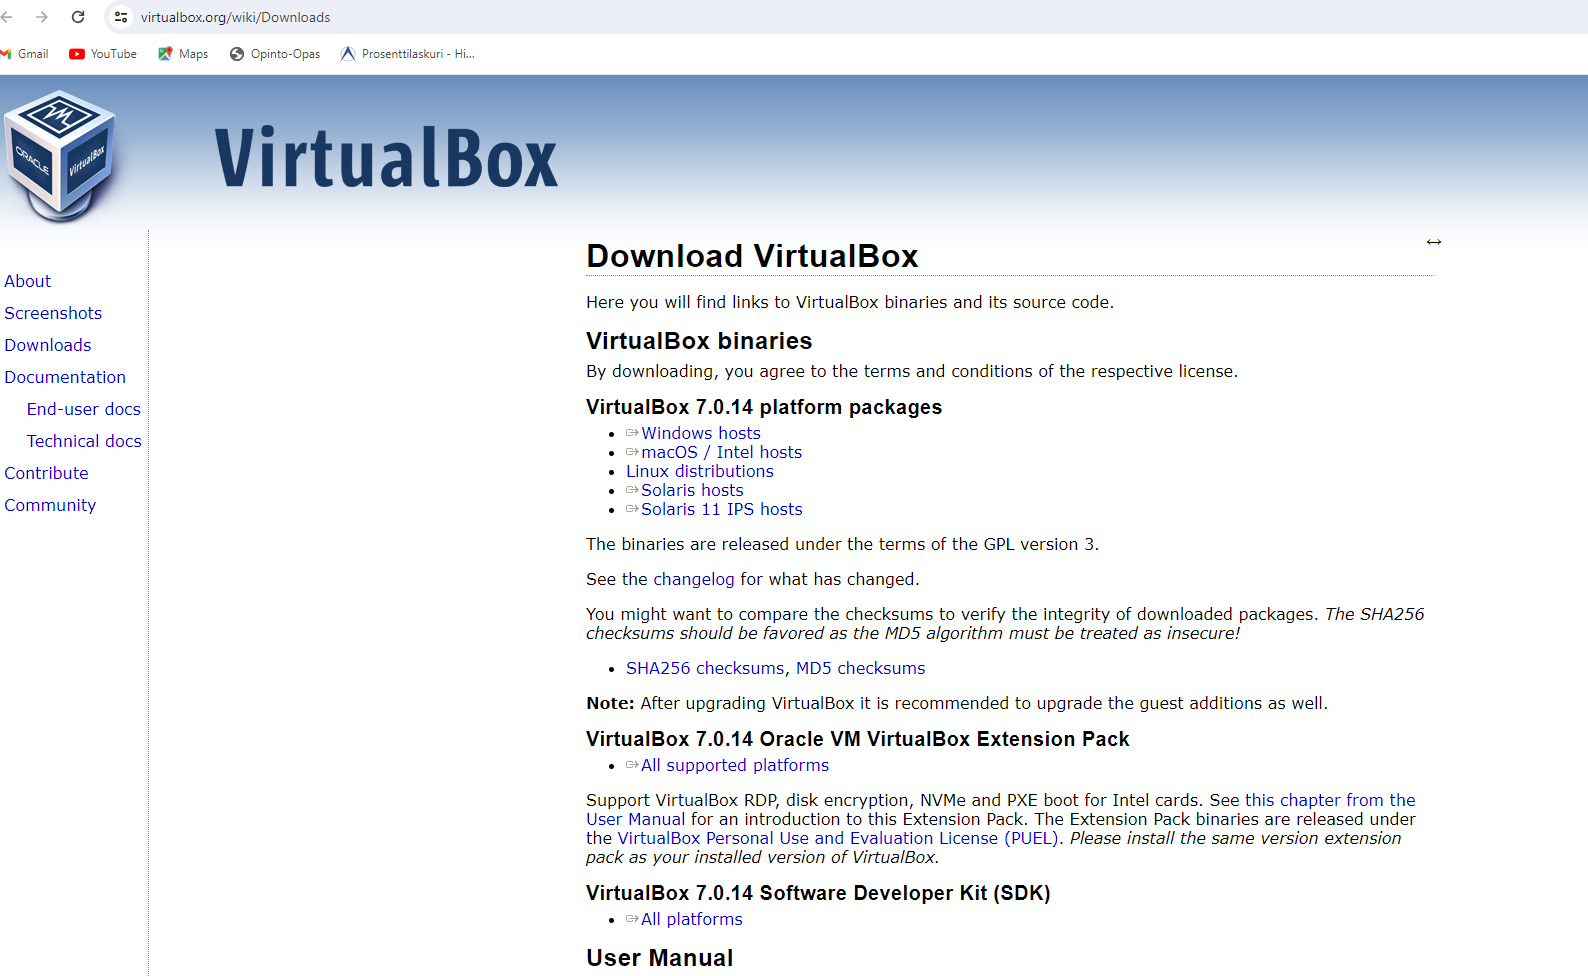 virtualbox.org/wiki/Downloads
Gmail YouTube Maps Opinto-Opas Prosenttilaskuri - Hi...
ORACLE VirtualBox
VirtualBox
About
Screenshots
Downloads
Documentation
End-user docs
Technical docs
Contribute
Community
Download VirtualBox
Here you will find links to VirtualBox binaries and its source code.
VirtualBox binaries
By downloading, you agree to the terms and conditions of the respective license.
VirtualBox 7.0.14 platform packages
Windows hosts
macOS / Intel hosts
Linux distributions
Solaris hosts
Solaris 11 IPS hosts
The binaries are released under the terms of the GPL version 3.
See the changelog for what has changed.
You might want to compare the checksums to verify the integrity of downloaded packages. The SHA256
checksums should be favored as the MD5 algorithm must be treated as insecure!
SHA256 checksums, MD5 checksums
Note: After upgrading VirtualBox it is recommended to upgrade the guest additions as well.
VirtualBox 7.0.14 Oracle VM VirtualBox Extension Pack
All supported platforms
Support VirtualBox RDP, disk encryption, NVMe and PXE boot for Intel cards. See this chapter from the
User Manual for an introduction to this Extension Pack. The Extension Pack binaries are released under
the VirtualBox Personal Use and Evaluation License (PUEL). Please install the same version extension
pack as your installed version of VirtualBox.
VirtualBox 7.0.14 Software Developer Kit (SDK)
All platforms
User Manual